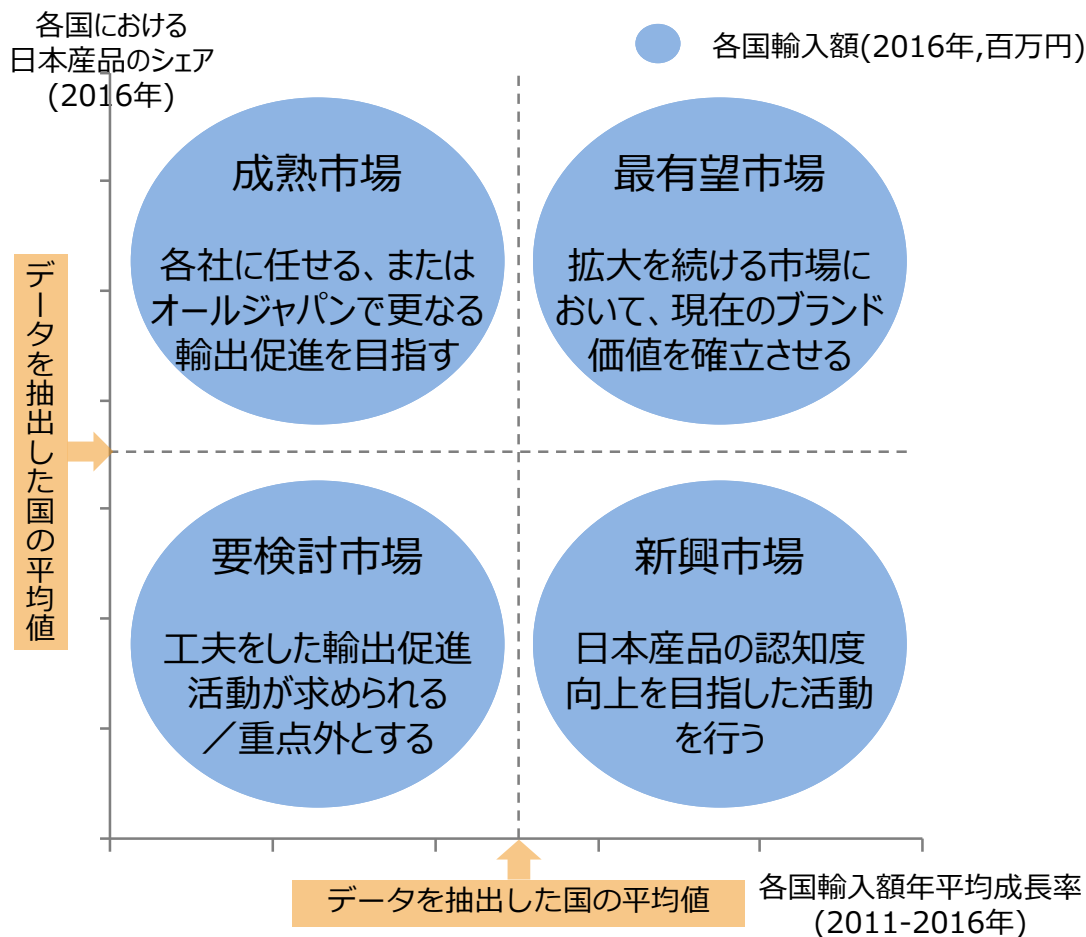 各国における
日本産品のシェア
(2016年)
各国輸入額(2016年,百万円)
成熟市場
各社に任せる、または
オールジャパンで更なる
輸出促進を目指す
最有望市場
拡大を続ける市場に
おいて、現在のブランド
価値を確立させる
データを抽出した国の平均値
要検討市場
工夫をした輸出促進
活動が求められる
／重点外とする
新興市場
日本産品の認知度
向上を目指した活動
を行う
データを抽出した国の平均値
各国輸入額年平均成長率
(2011-2016年)